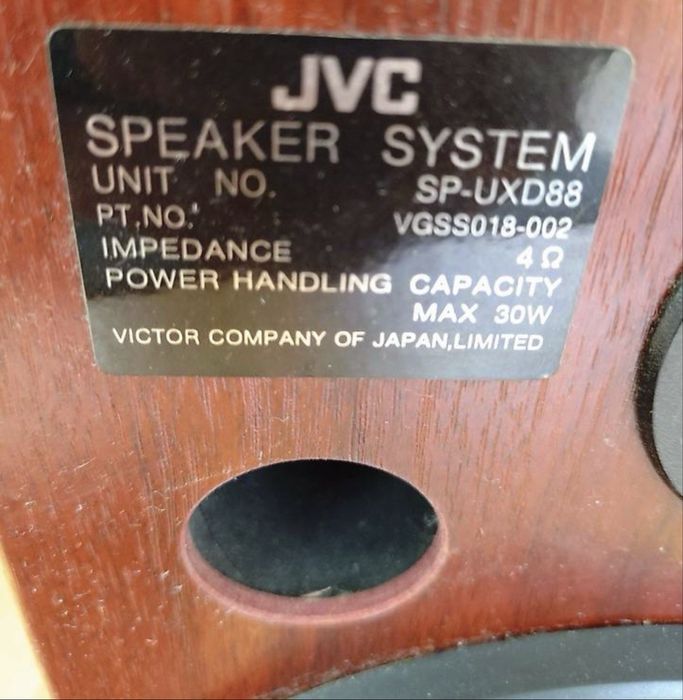 JVC
SPEAKER SYSTEM
UNIT NO. SP-UXD88
PT.NO. VGSS018-002
IMPEDANCE 4Ω
POWER HANDLING CAPACITY
MAX 30W
VICTOR COMPANY OF JAPAN,LIMITED